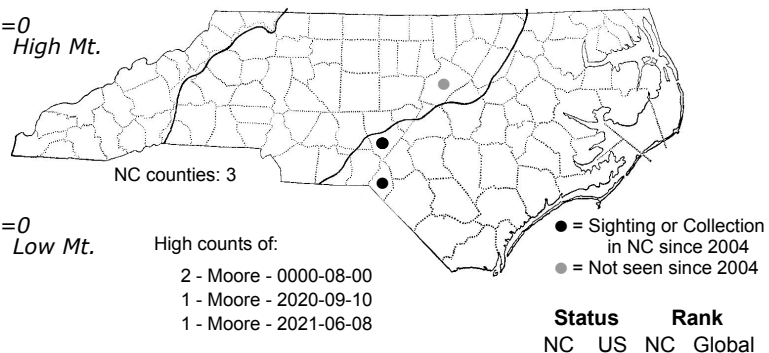 =0
High Mt.
NC counties: 3
=0
Low Mt.
High counts of:
2 - Moore - 0000-08-00
1 - Moore - 2020-09-10
1 - Moore - 2021-06-08
● = Sighting or Collection
in NC since 2004
● = Not seen since 2004
Status Rank
NC US NC Global